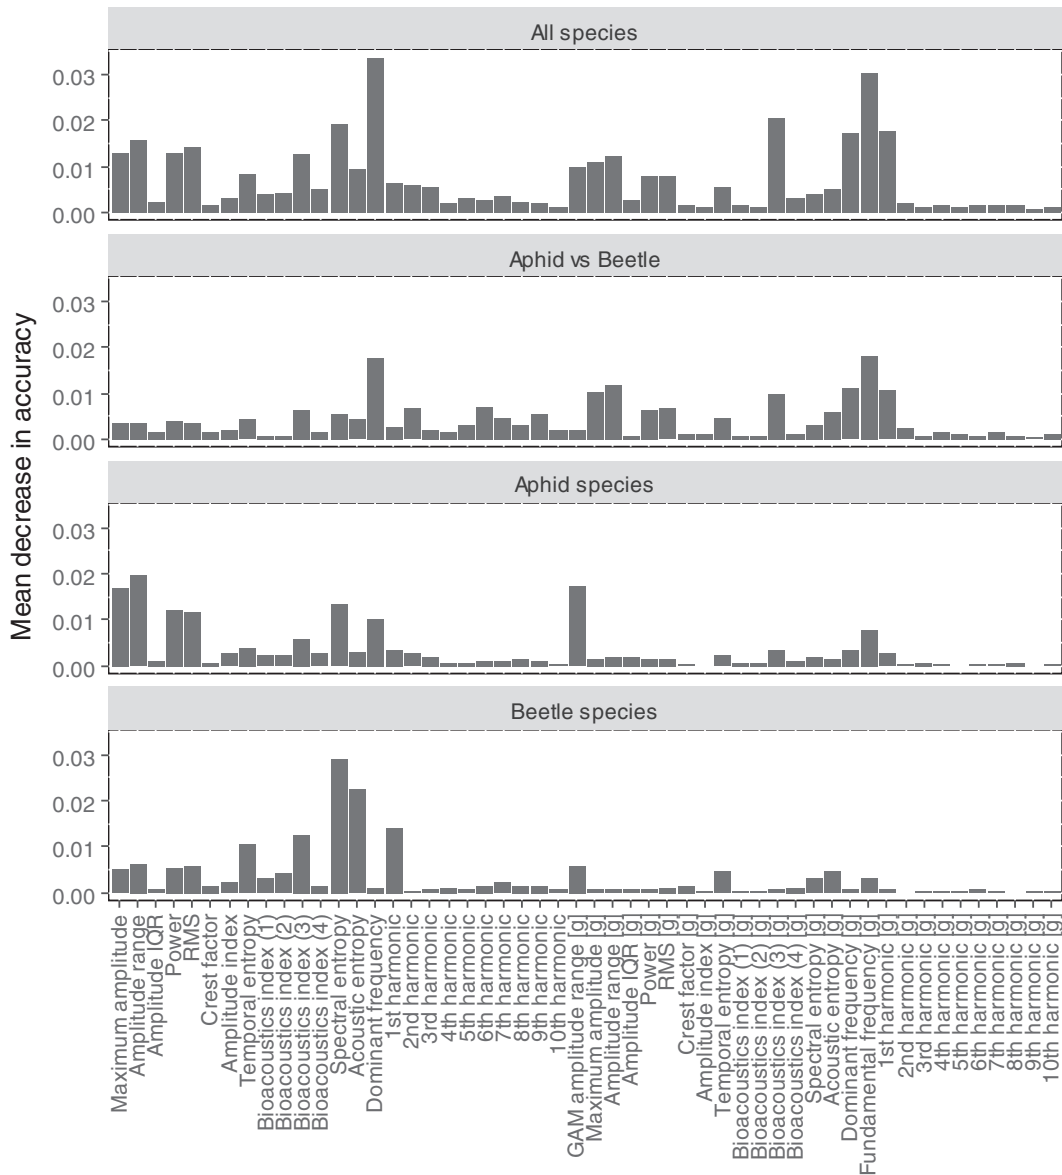 All species
0.03
0.02
0.01
0.00
Aphid vs Beetle
0.03
0.02
0.01
0.00
Aphid species
0.03
0.02
0.01
0.00
Beetle species
0.03
0.02
0.01
0.00
Mean decrease in accuracy
Maximum amplitude
Amplitude range
Amplitude IQR
Power
RMS
Crest factor
Amplitude index
Temporal entropy
Bioacoustics index (1)
Bioacoustics index (2)
Bioacoustics index (3)
Bioacoustics index (4)
Spectral entropy
Acoustic entropy
Dominant frequency
1st harmonic
2nd harmonic
3rd harmonic
4th harmonic
5th harmonic
6th harmonic
7th harmonic
8th harmonic
9th harmonic
10th harmonic
GAM amplitude range [g]
Maximum amplitude [g]
Amplitude range [g]
Amplitude IQR [g]
Power [g]
RMS [g]
Crest factor [g]
Amplitude index [g]
Temporal entropy [g]
Bioacoustics index (1) [g]
Bioacoustics index (2) [g]
Bioacoustics index (3) [g]
Bioacoustics index (4) [g]
Spectral entropy [g]
Acoustic entropy [g]
Dominant frequency [g]
Fundamental frequency [g]
1st harmonic [g]
2nd harmonic [g]
3rd harmonic [g]
4th harmonic [g]
5th harmonic [g]
6th harmonic [g]
7th harmonic [g]
8th harmonic [g]
9th harmonic [g]
10th harmonic [g]